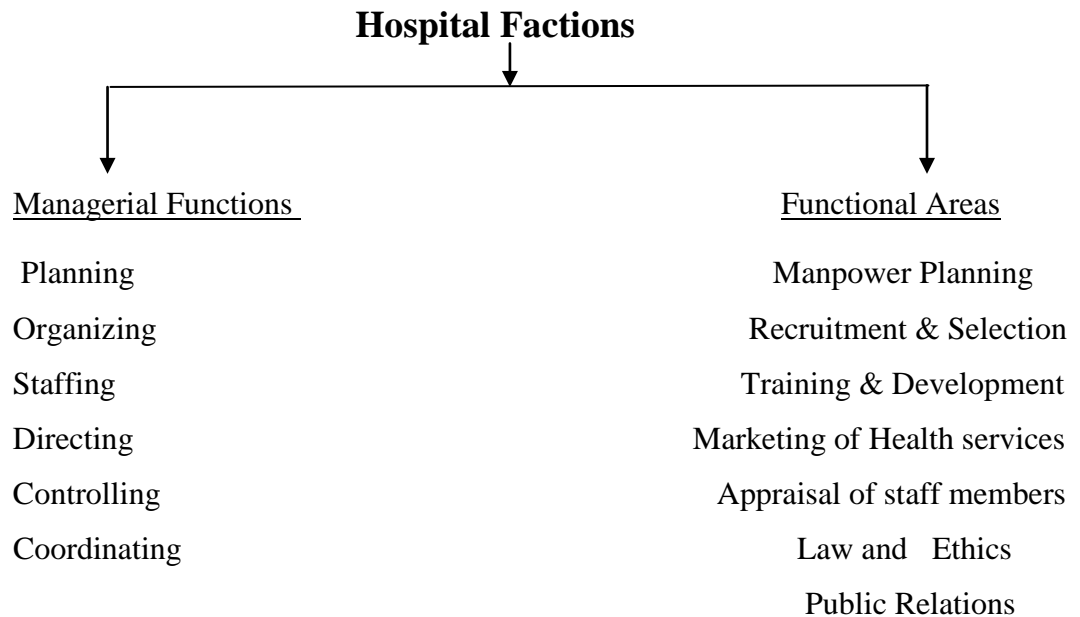 Hospital Factions
Managerial Functions
Planning
Organizing
Staffing
Directing
Controlling
Coordinating
Functional Areas
Manpower Planning
Recruitment & Selection
Training & Development
Marketing of Health services
Appraisal of staff members
Law and Ethics
Public Relations